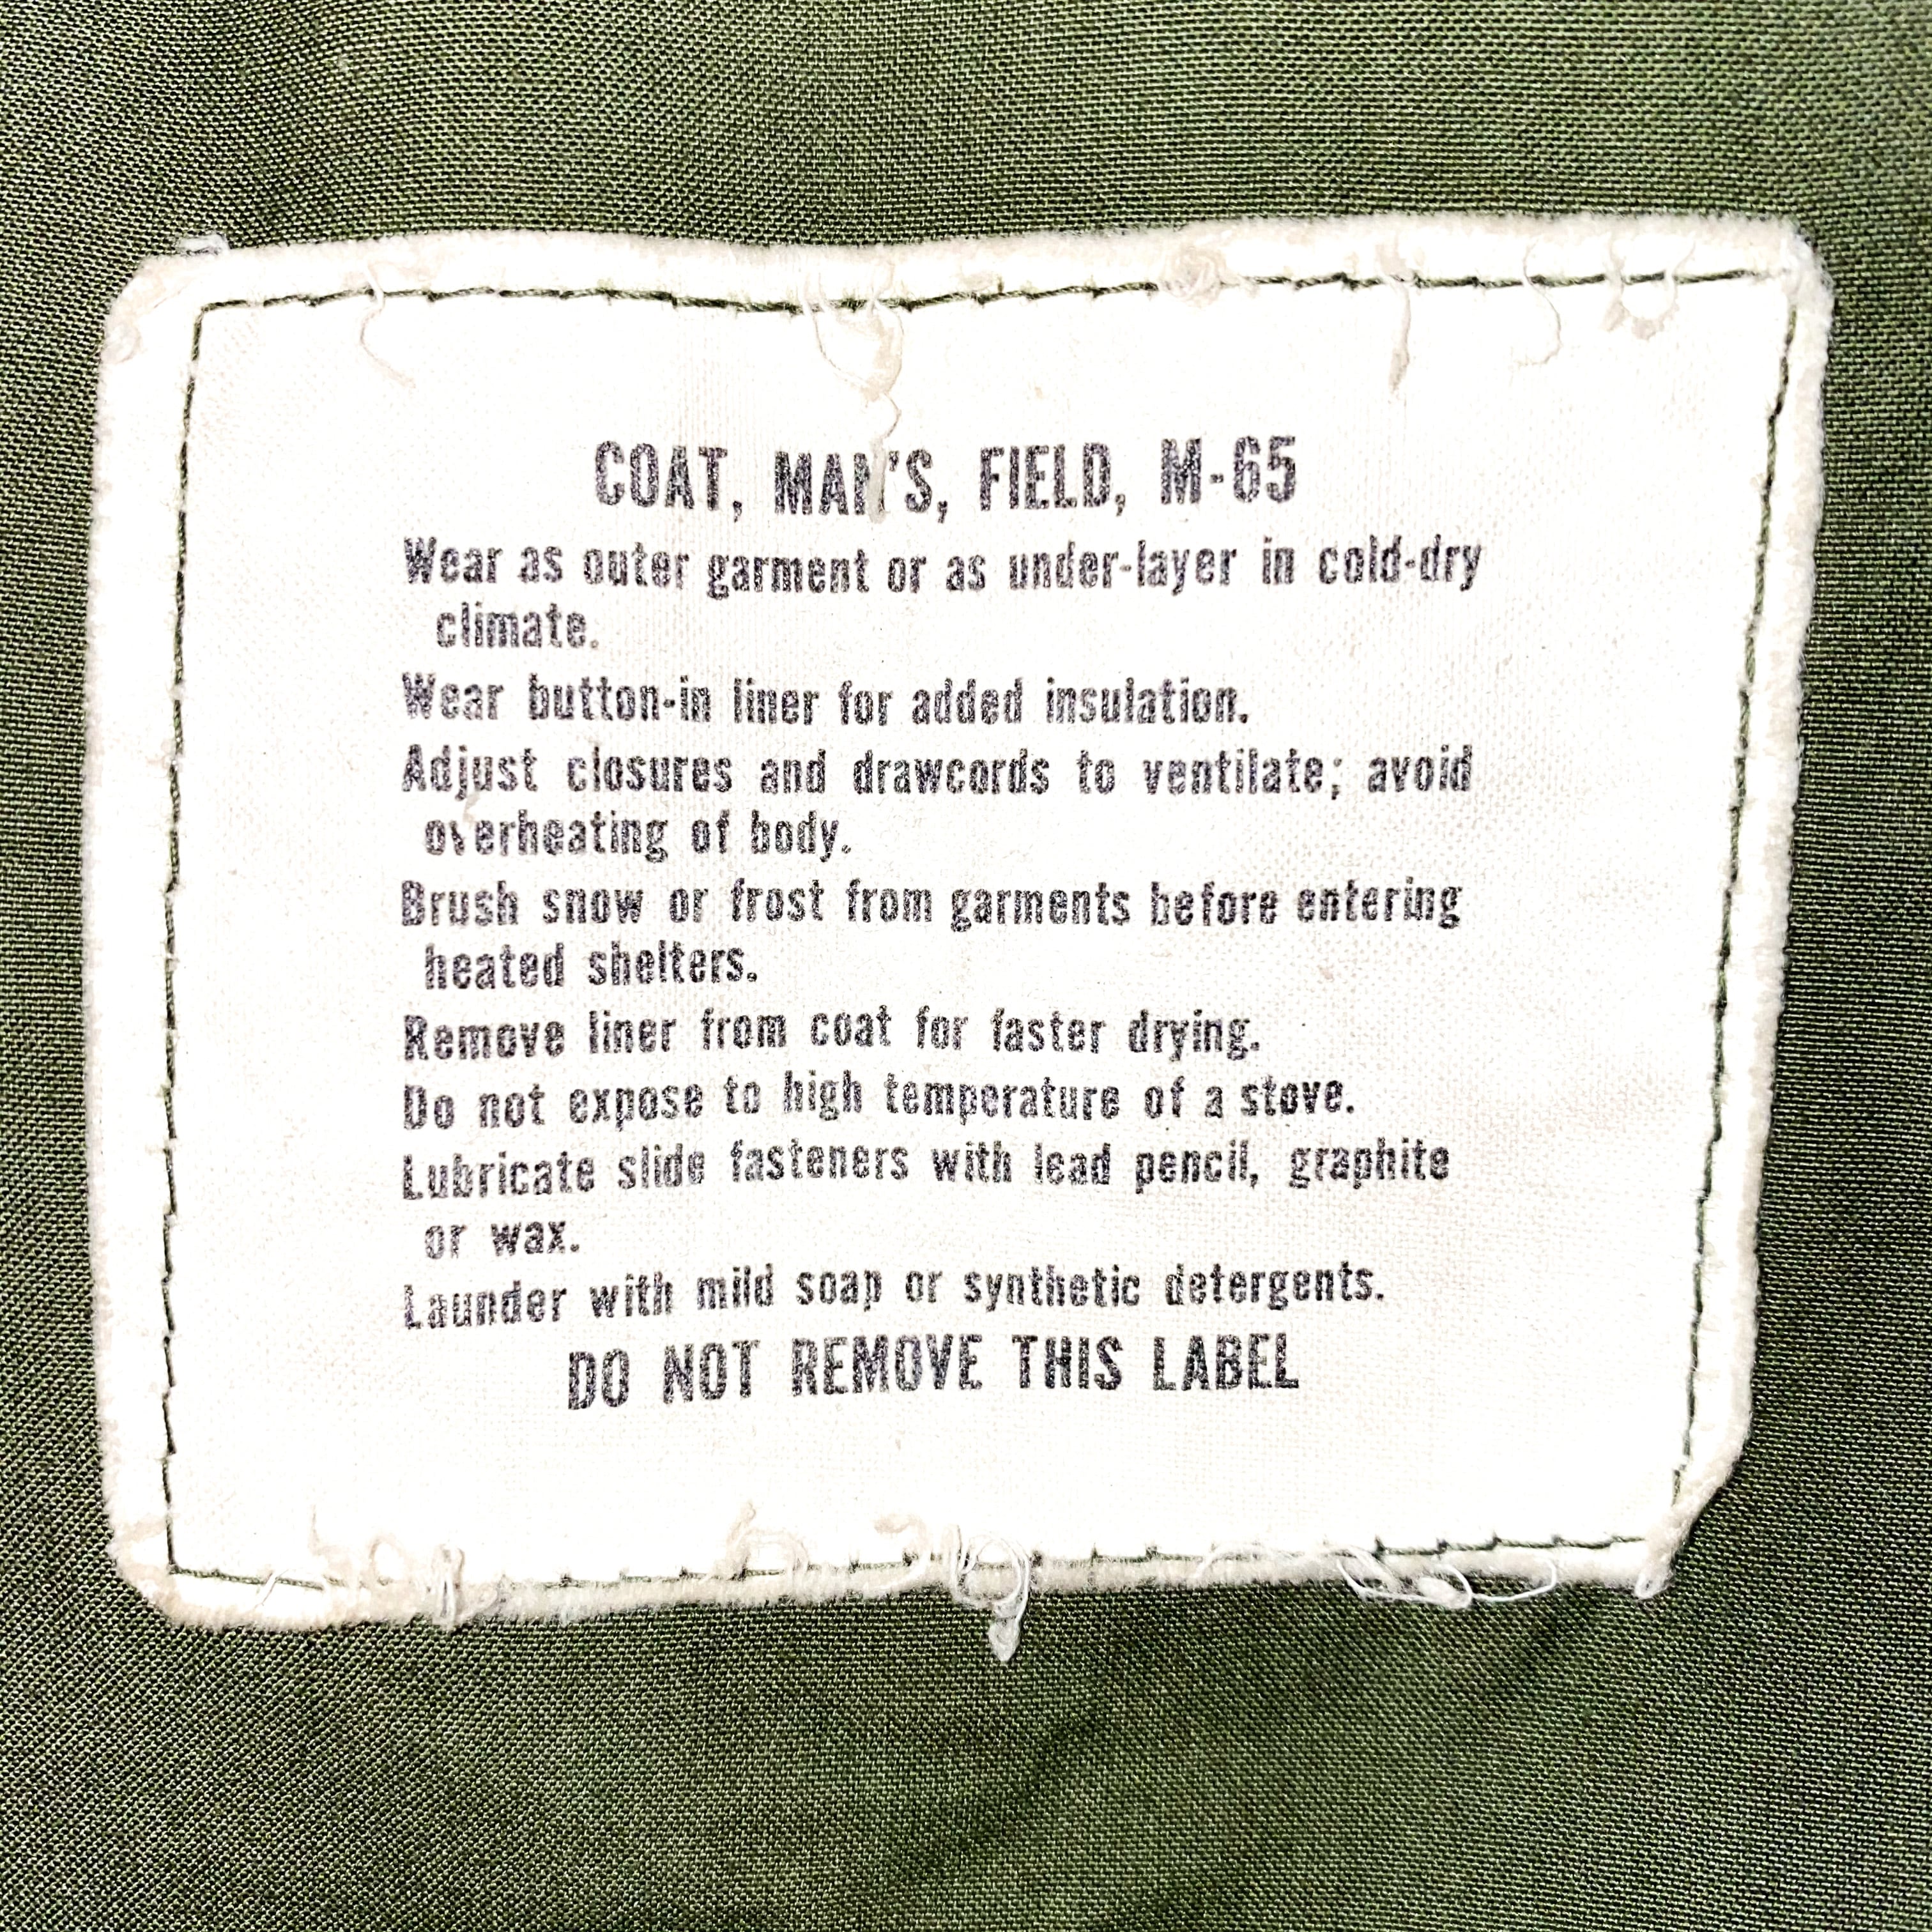 COAT, MAN'S, FIELD, M-65
Wear as outer garment or as under-layer in cold-dry
climate.
Wear button-in liner for added insulation.
Adjust closures and drawcords to ventilate; avoid
overheating of body.
Brush snow or frost from garments before entering
heated shelters.
Remove liner from coat for faster drying.
Do not expose to high temperature of a stove.
Lubricate slide fasteners with lead pencil, graphite
or wax.
Launder with mild soap or synthetic detergents.
DO NOT REMOVE THIS LABEL